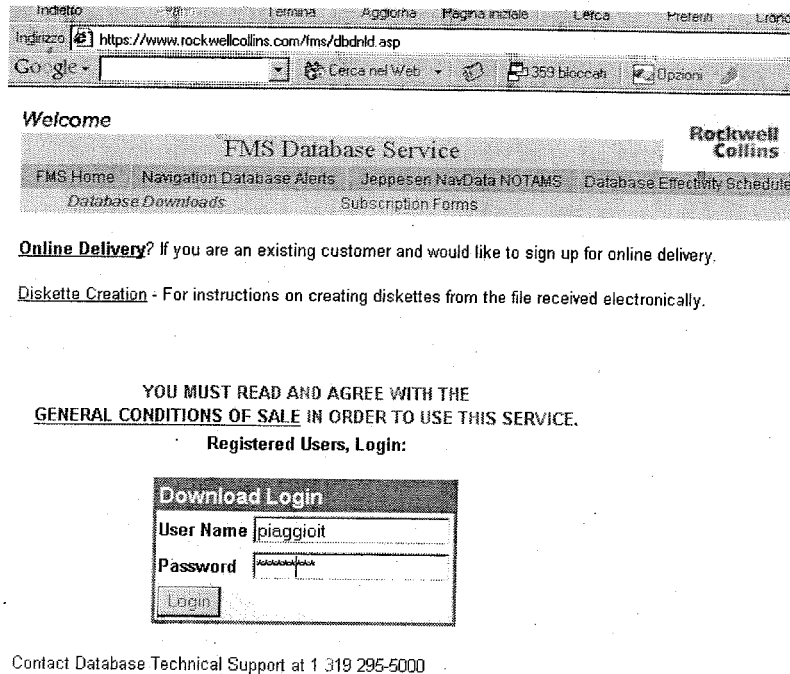 Indietro Termina Aggiorna Pagina iniziale Cerca Preferiti Crono
Indirizzo https://www.rockwellcollins.com/fms/dbdnld.asp
Google Cerca nel Web 359 bloccati Opzioni
Welcome
FMS Database Service
Rockwell
Collins
FMS Home Navigation Database Alerts Jeppesen NavData NOTAMS Database Effectivity Schedule
Database Downloads Subscription Forms
Online Delivery? If you are an existing customer and would like to sign up for online delivery.
Diskette Creation - For instructions on creating diskettes from the file received electronically.
YOU MUST READ AND AGREE WITH THE
GENERAL CONDITIONS OF SALE IN ORDER TO USE THIS SERVICE.
Registered Users, Login:
Download Login
User Name piaggioit
Password **********
Login
Contact Database Technical Support at 1 319 295-5000